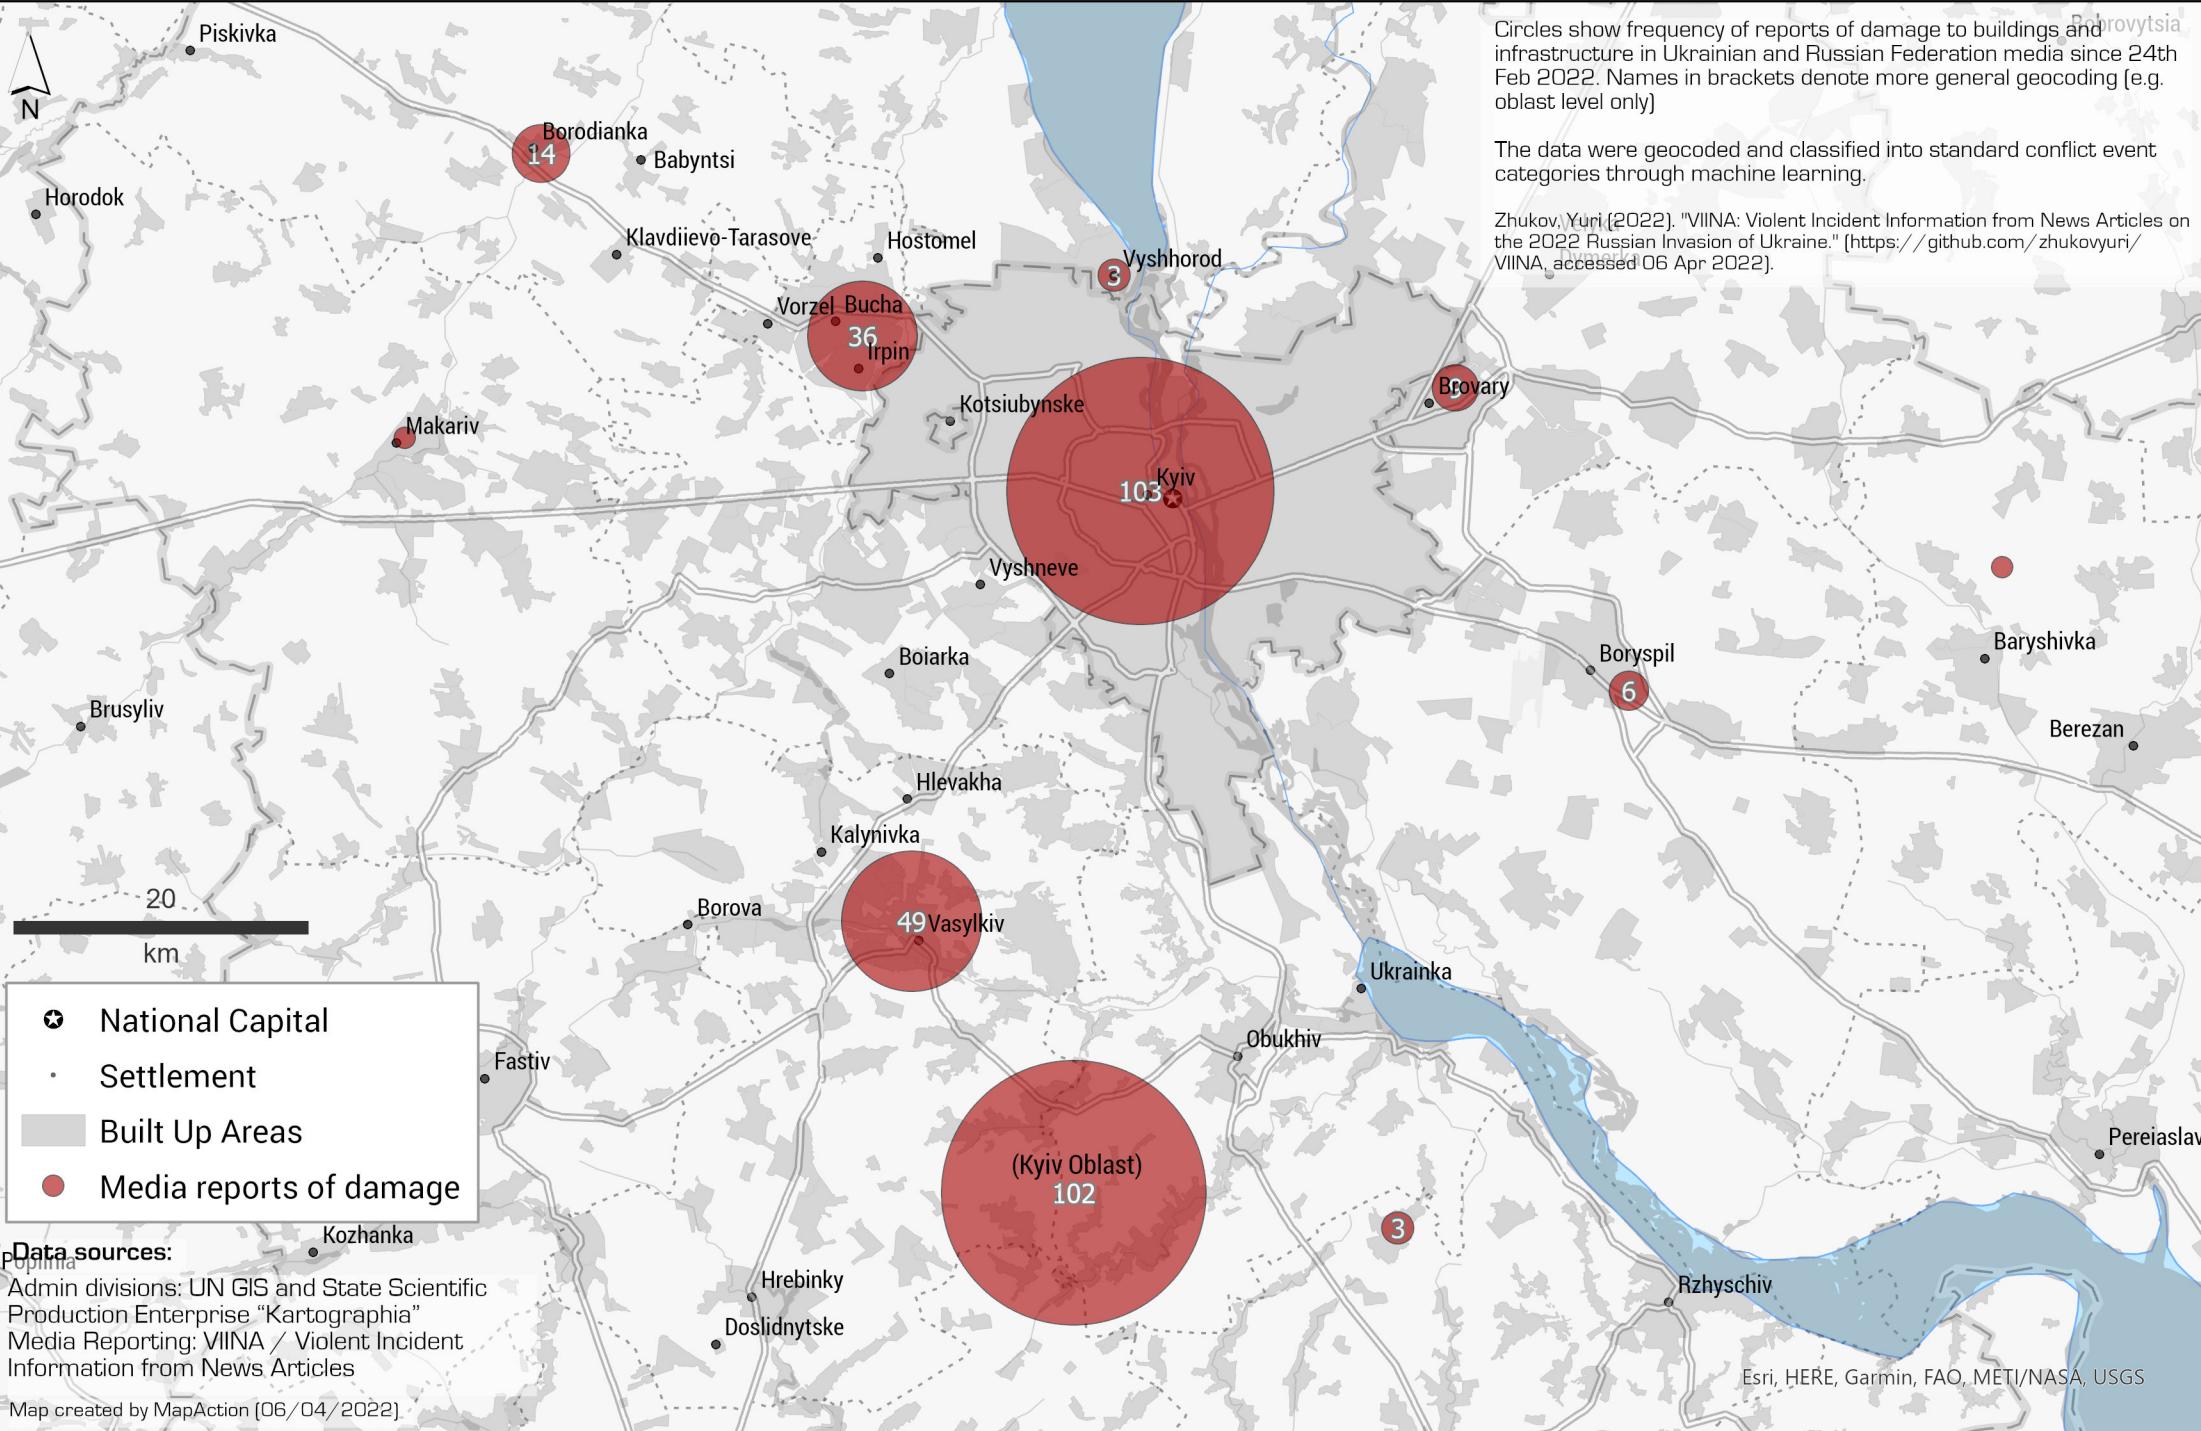 Circles show frequency of reports of damage to buildings and
infrastructure in Ukrainian and Russian Federation media since 24th
Feb 2022. Names in brackets denote more general geocoding (e.g.
oblast level only)
The data were geocoded and classified into standard conflict event
categories through machine learning.
Zhukov, Yuri (2022). "VIINA: Violent Incident Information from News Articles on
the 2022 Russian Invasion of Ukraine." (https://github.com/zhukovyuri/
VIINA, accessed 06 Apr 2022).
Piskivka
N
Borodianka
14
Babyntsi
Horodok
Klavdiievo-Tarasove
Hostomel
Vyshhorod
3
Vorzel
Bucha
36
Irpin
Brovary
Kotsiubynske
Makariv
Kyiv
103
Vyshneve
Boiarka
Boryspil
6
Baryshivka
Brusyliv
Berezan
Hlevakha
Kalynivka
20
km
Borova
49
Vasylkiv
Ukrainka
Obukhiv
Fastiv
Pereiaslav
(Kyiv Oblast)
102
3
National Capital
Settlement
Built Up Areas
Media reports of damage
Kozhanka
Hrebinky
Rzhyschiv
Doslidnytske
Data sources:
Admin divisions: UN GIS and State Scientific
Production Enterprise “Kartographia”
Media Reporting: VIINA / Violent Incident
Information from News Articles
Map created by MapAction (06/04/2022)
Esri, HERE, Garmin, FAO, METI/NASA, USGS